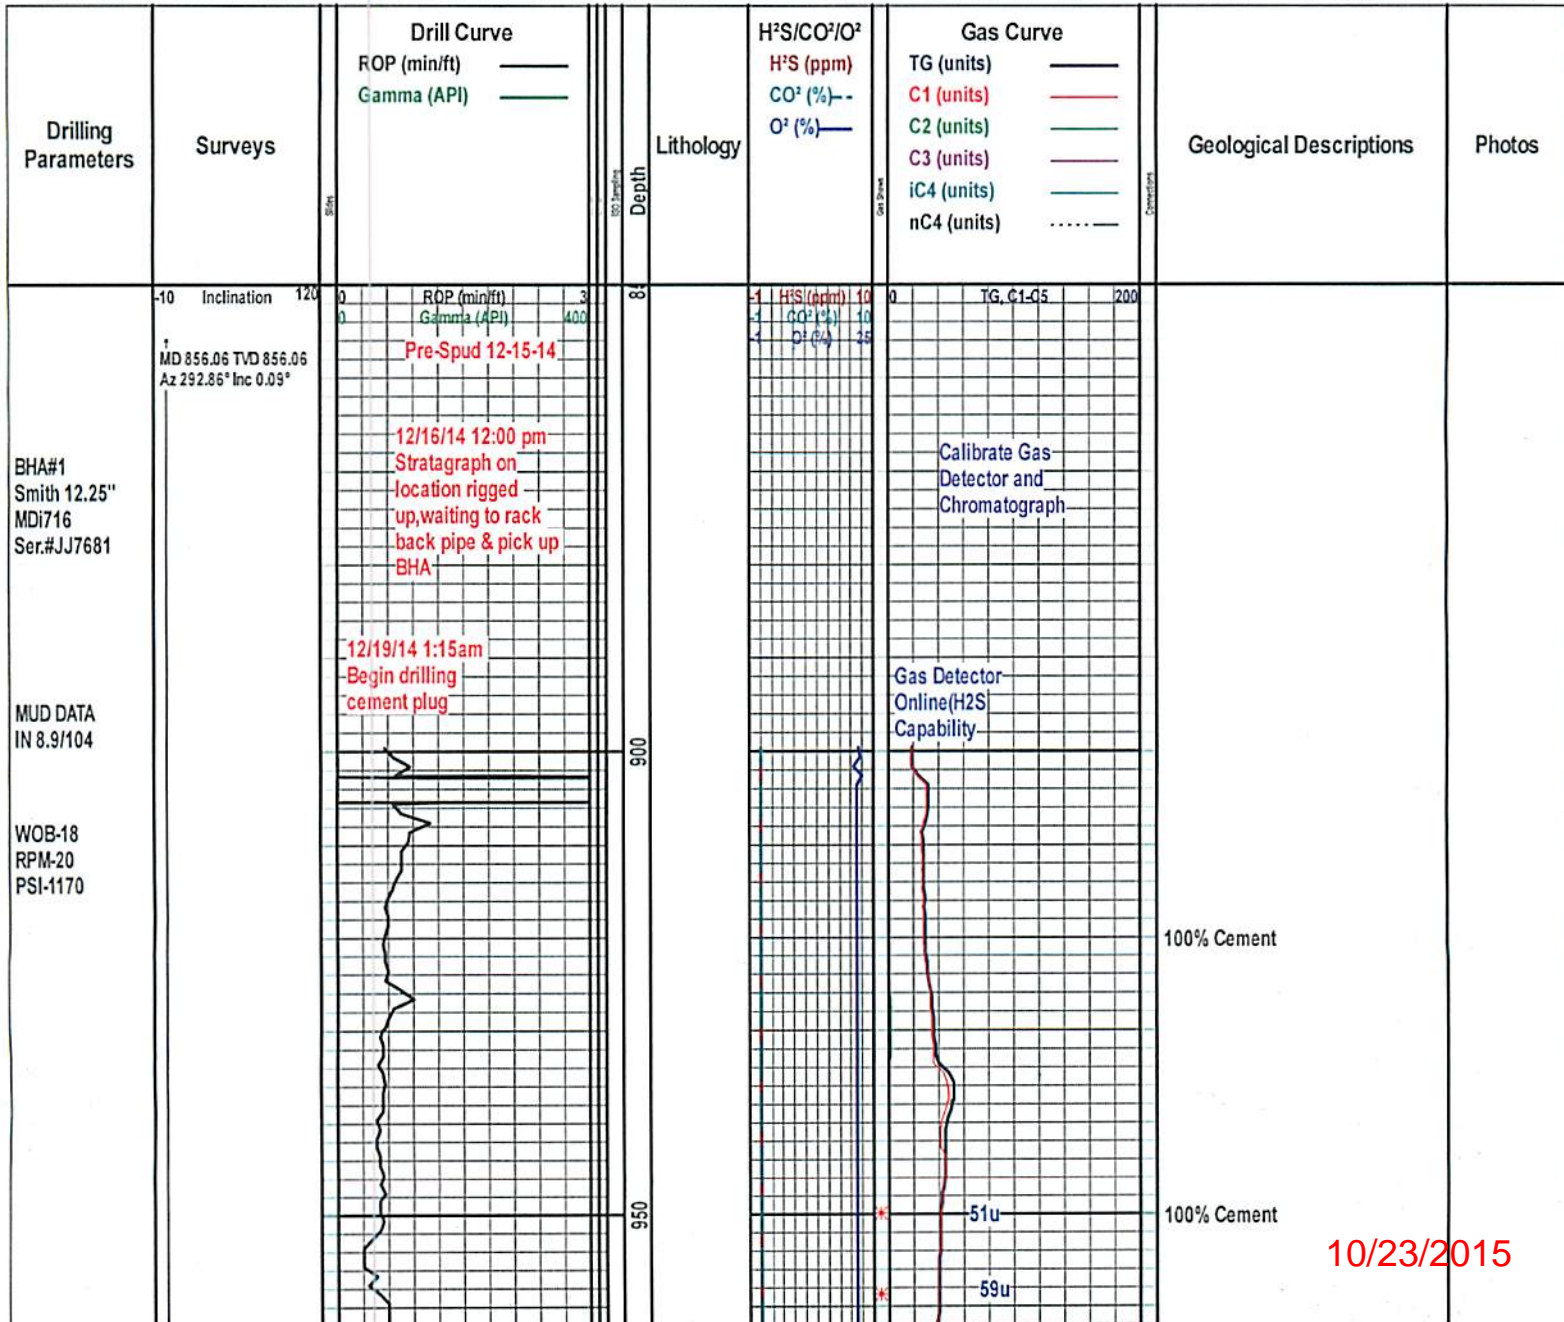 Drilling
Parameters
Surveys
Slides
Drill Curve
ROP (min/ft)
Gamma (API)
Depth
Lithology
H²S/CO²/O²
H²S (ppm)
CO² (%)
O² (%)
Gas Shows
Gas Curve
TG (units)
C1 (units)
C2 (units)
C3 (units)
iC4 (units)
nC4 (units)
Connections
Geological Descriptions
Photos
-10 Inclination 120
0 ROP (min/ft) 3
0 Gamma (API) 400
-1 H²S (ppm) 10
-1 CO² (%) 10
-1 O² (%) 25
0 TG, C1-C5 200
MD 856.06 TVD 856.06
Az 292.86° Inc 0.09°
Pre-Spud 12-15-14
12/16/14 12:00 pm
Stratagraph on
location rigged
up,waiting to rack
back pipe & pick up
BHA
Calibrate Gas
Detector and
Chromatograph
BHA#1
Smith 12.25"
MDi716
Ser.#JJ7681
12/19/14 1:15am
Begin drilling
cement plug
Gas Detector
Online(H2S
Capability
MUD DATA
IN 8.9/104
900
WOB-18
RPM-20
PSI-1170
100% Cement
950
51u
100% Cement
59u
10/23/2015